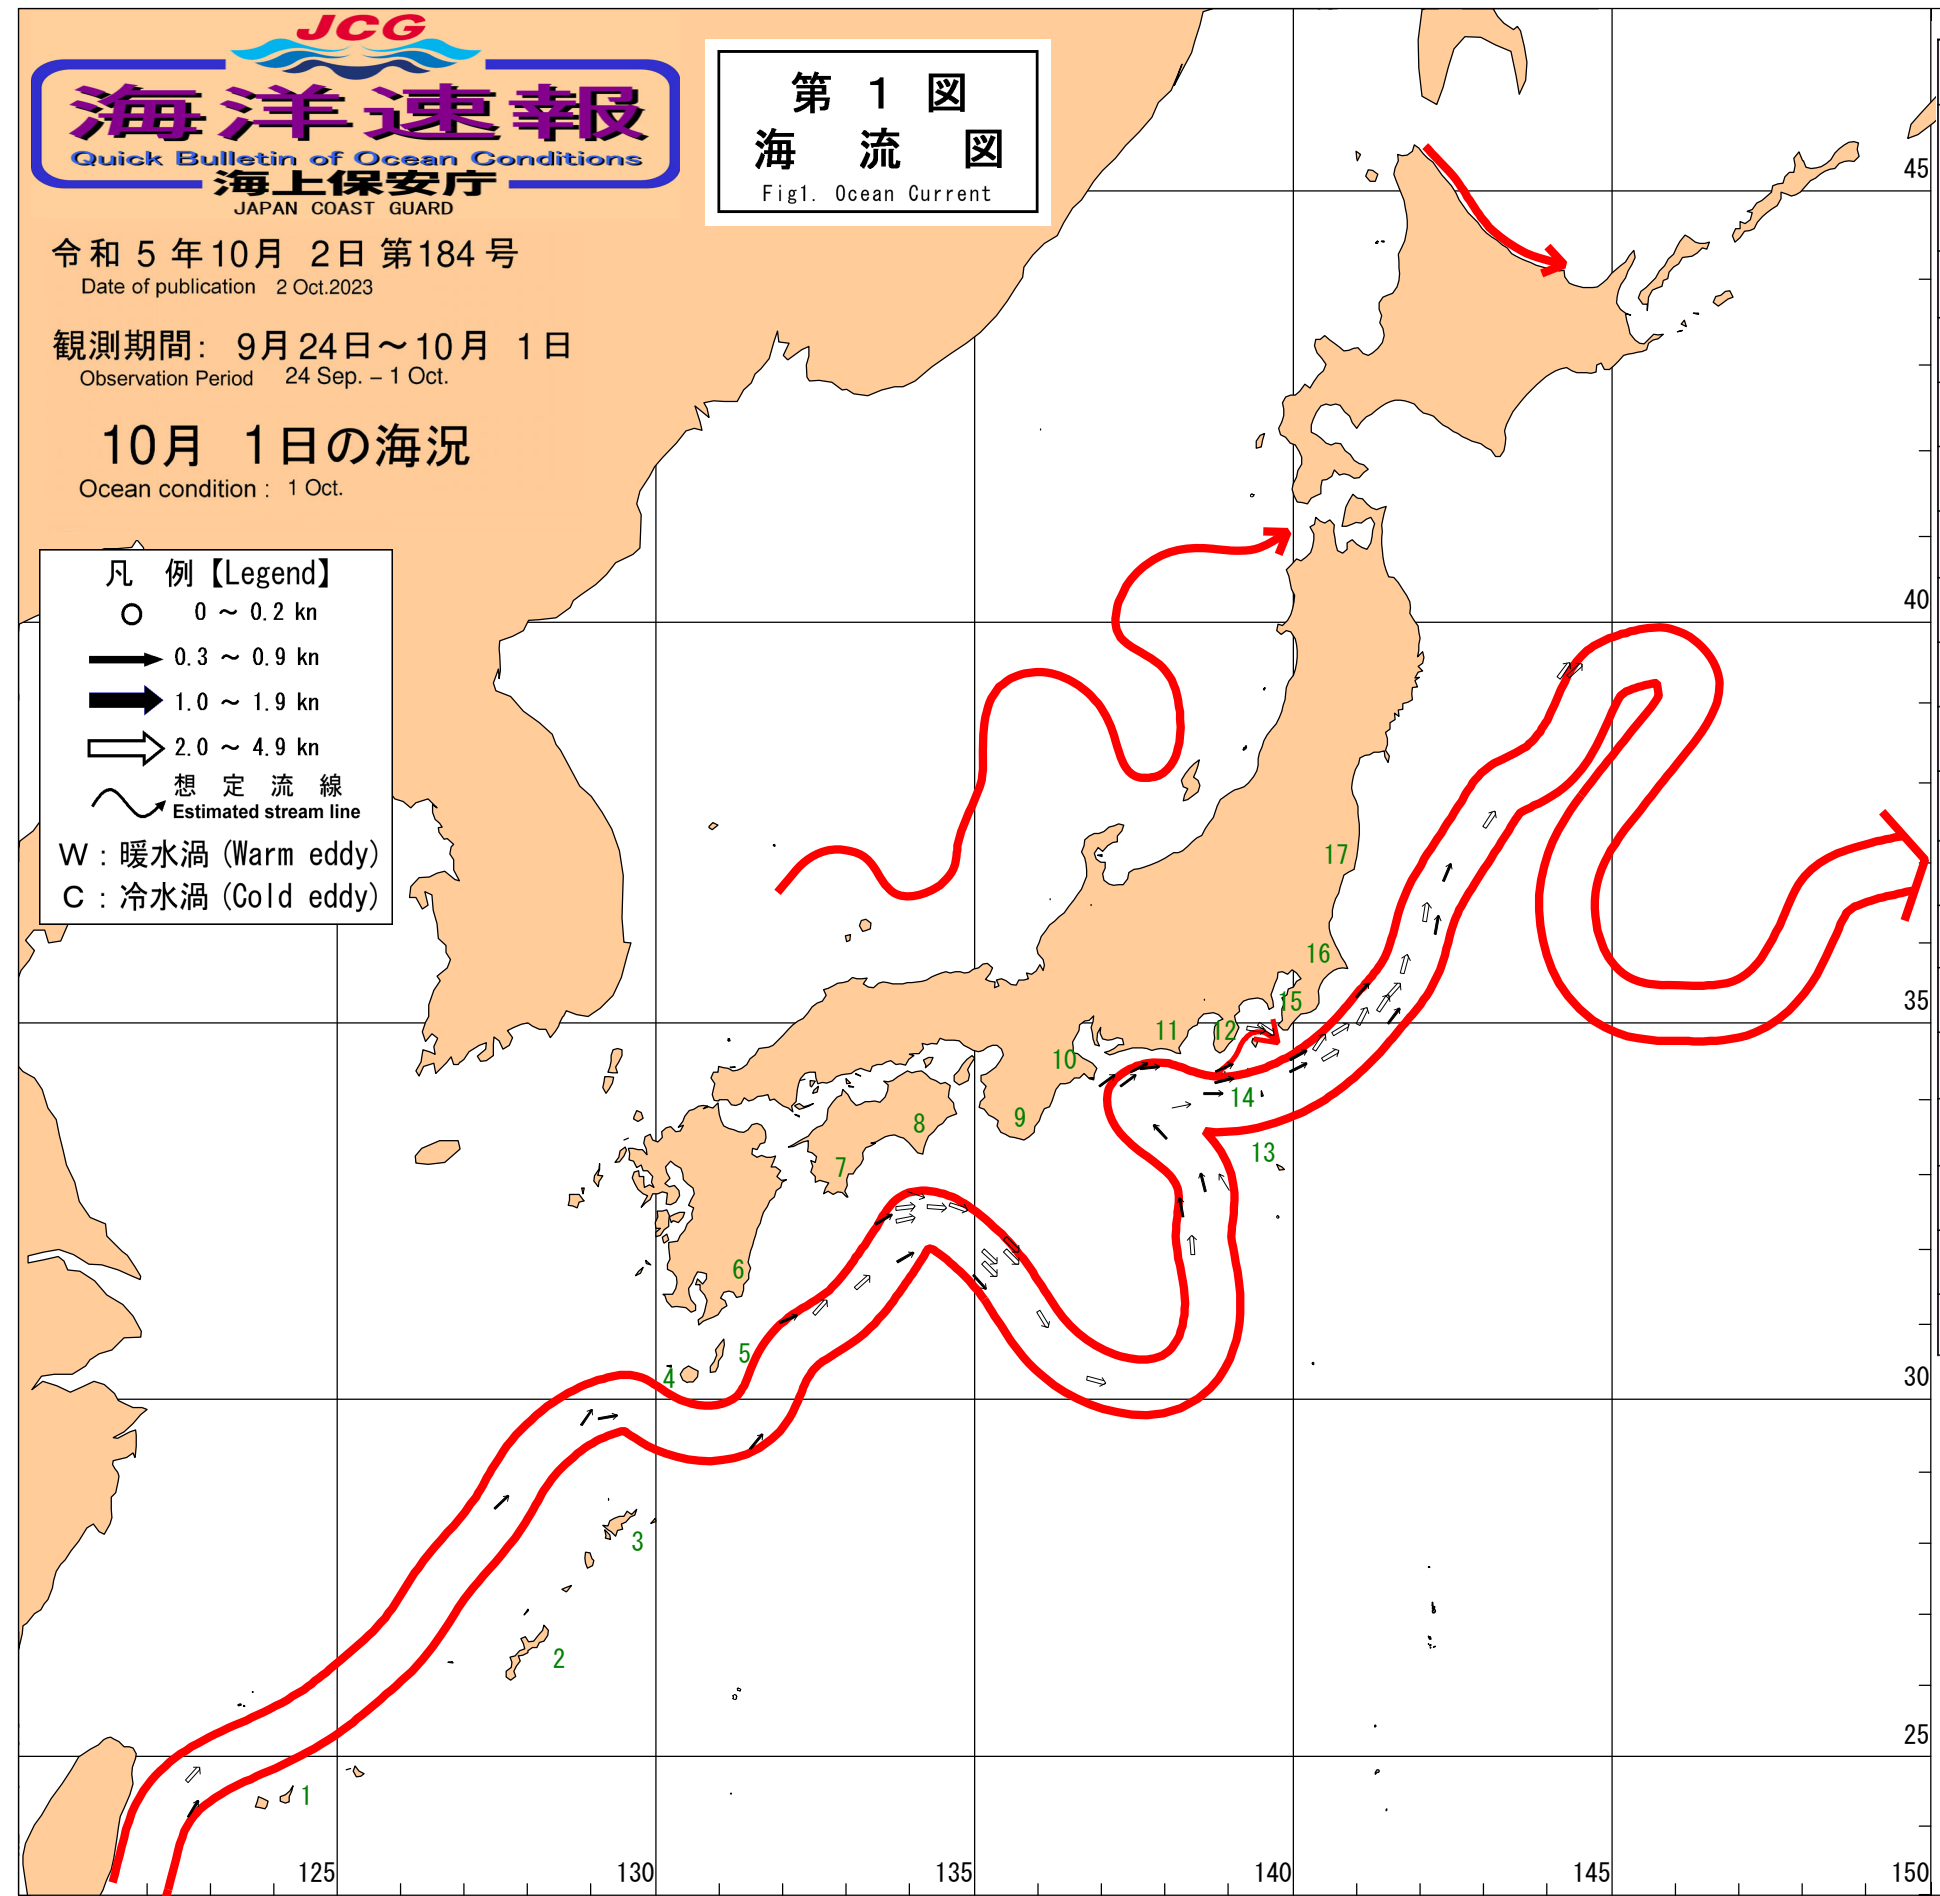 JCG
海洋速報
Quick Bulletin of Ocean Conditions
海上保安庁
JAPAN COAST GUARD
令和 5 年10月 2日 第184号
Date of publication 2 Oct.2023
観測期間: 9月24日～10月 1日
Observation Period 24 Sep. – 1 Oct.
10月 1日の海況
Ocean condition : 1 Oct.
第 1 図
海 流 図
Fig1. Ocean Current
凡 例【Legend】
0 ～ 0.2 kn
0.3 ～ 0.9 kn
1.0 ～ 1.9 kn
2.0 ～ 4.9 kn
想 定 流 線
Estimated stream line
W : 暖水渦 (Warm eddy)
C : 冷水渦 (Cold eddy)
45
40
35
30
25
17
16
15
11
12
10
14
9
8
13
7
6
5
4
3
2
1
125
130
135
140
145
150